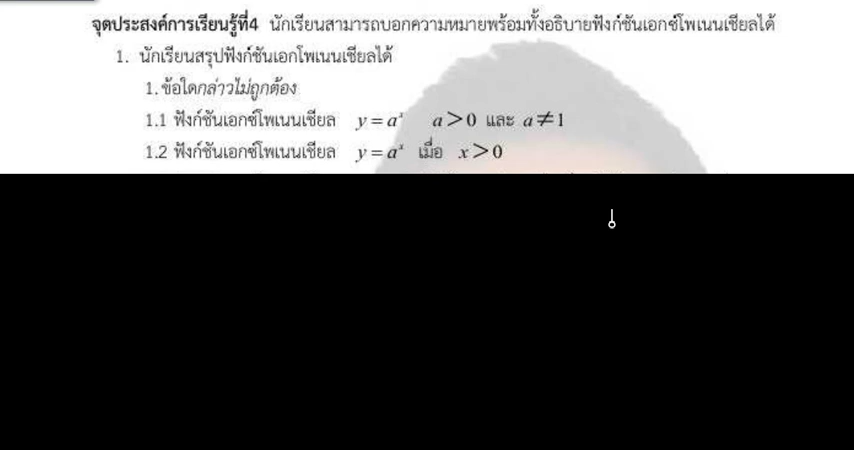 จุดประสงค์การเรียนรู้ที่4 นักเรียนสามารถบอกความหมายพร้อมทั้งอธิบายฟังก์ชันเอกซ์โพเนนเชียลได้
1. นักเรียนสรุปฟังก์ชันเอกโพเนนเชียลได้
1. ข้อใดกล่าวไม่ถูกต้อง
1.1 ฟังก์ชันเอกซ์โพเนนเชียล y = aˣ a > 0 และ a ≠ 1
1.2 ฟังก์ชันเอกซ์โพเนนเชียล y = aˣ เมื่อ x > 0